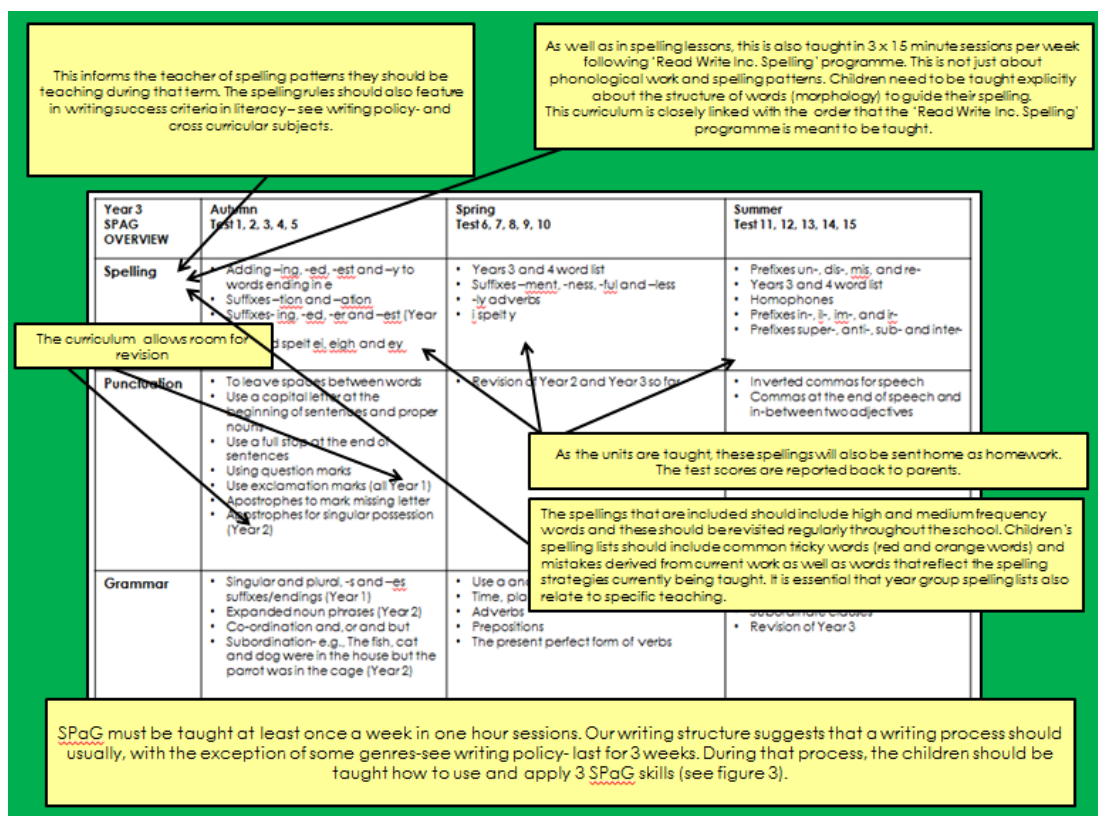 This informs the teacher of spelling patterns they should be
teaching during that term. The spelling rules should also feature
in writing success criteria in literacy – see writing policy- and
cross curricular subjects.
As well as in spelling lessons, this is also taught in 3 x 15 minute sessions per week
following ‘Read Write Inc. Spelling’ programme. This is not just about
phonological work and spelling patterns. Children need to be taught explicitly
about the structure of words (morphology) to guide their spelling.
This curriculum is closely linked with the order that the ‘Read Write Inc. Spelling’
programme is meant to be taught.
Year 3
SPAG
OVERVIEW
Autumn
Test 1, 2, 3, 4, 5
Spring
Test 6, 7, 8, 9, 10
Summer
Test 11, 12, 13, 14, 15
Spelling
• Adding –ing, -ed, -est and –y to
words ending in e
• Suffixes –tion and –ation
• Suffixes- ing, -ed, -er and –est (Year
spelt ei, eigh and ey
• Years 3 and 4 word list
• Suffixes –ment, -ness, -ful and –less
• -ly adverbs
• i spelt y
• Prefixes un-, dis-, mis, and re-
• Years 3 and 4 word list
• Homophones
• Prefixes in-, il-, im-, and ir-
• Prefixes super-, anti-, sub- and inter-
The curriculum allows room for
revision
Punctuation
• To leave spaces between words
• Use a capital letter at the
beginning of sentences and proper
nouns
• Use a full stop at the end of
sentences
• Using question marks
• Use exclamation marks (all Year 1)
• Apostrophes to mark missing letter
• Apostrophes for singular possession
(Year 2)
• Revision of Year 2 and Year 3 so far
• Inverted commas for speech
• Commas at the end of speech and
in-between two adjectives
As the units are taught, these spellings will also be sent home as homework.
The test scores are reported back to parents.
The spellings that are included should include high and medium frequency
words and these should be revisited regularly throughout the school. Children’s
spelling lists should include common tricky words (red and orange words) and
mistakes derived from current work as well as words that reflect the spelling
strategies currently being taught. It is essential that year group spelling lists also
relate to specific teaching.
Grammar
• Singular and plural, -s and –es
suffixes/endings (Year 1)
• Expanded noun phrases (Year 2)
• Co-ordination and, or and but
• Subordination- e.g., The fish, cat
and dog were in the house but the
parrot was in the cage (Year 2)
• Use a
• Time,
• Adverbs
• Prepositions
• The present perfect form of verbs
• Subordinate clauses
• Revision of Year 3
SPaG must be taught at least once a week in one hour sessions. Our writing structure suggests that a writing process should
usually, with the exception of some genres-see writing policy- last for 3 weeks. During that process, the children should be
taught how to use and apply 3 SPaG skills (see figure 3).